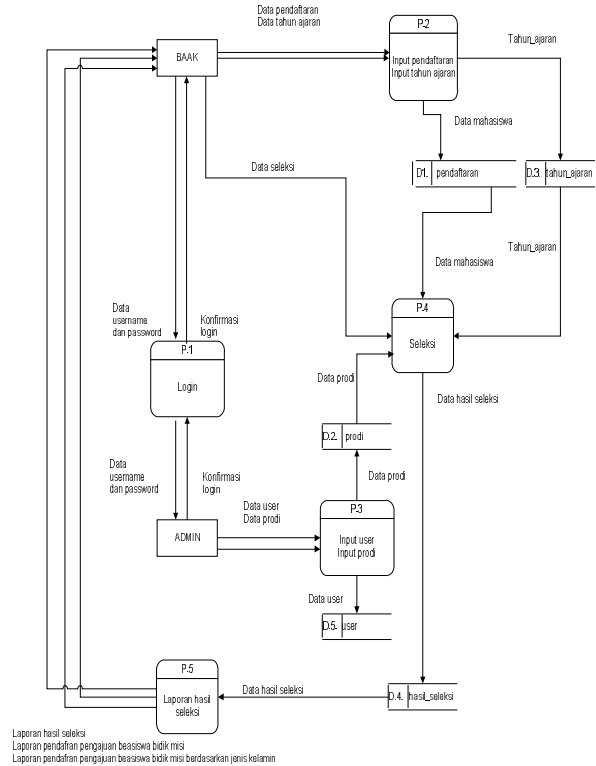 Data pendaftaran
Data tahun ajaran
P-2
BAAK
Input pendaftaran
Input tahun ajaran
Tahun_ajaran
Data mahasiswa
Data seleksi
D1. pendaftaran
D.3. tahun_ajaran
Tahun_ajaran
Data mahasiswa
P-4
Seleksi
Data
username
dan password
Konfirmasi
login
P-1
Login
Data prodi
Data hasil seleksi
D.2. prodi
Data
username
dan password
Konfirmasi
login
Data prodi
Data user
Data prodi
P-3
ADMIN
Input user
Input prodi
Data user
D.5. user
P-5
Laporan hasil
seleksi
Data hasil seleksi
D.4. hasil_seleksi
Laporan hasil seleksi
Laporan pendafran pengajuan beasiswa bidik misi
Laporan pendafran pengajuan beasiswa bidik misi berdasarkan jenis kelamin